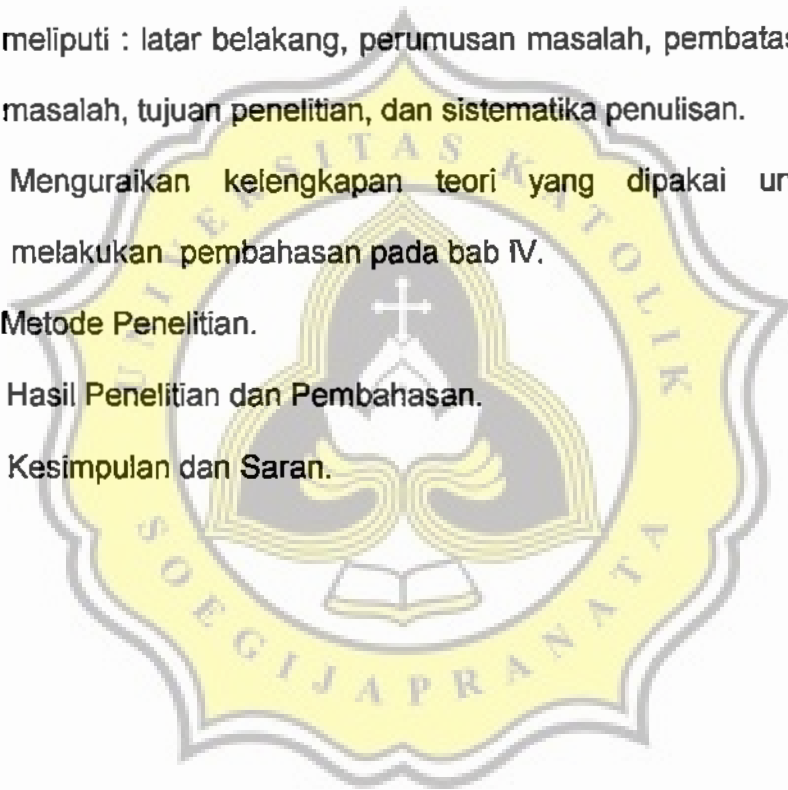 meliputi : latar belakang, perumusan masalah, pembatas
masalah, tujuan penelitian, dan sistematika penulisan.
Menguraikan kelengkapan teori yang dipakai un
melakukan pembahasan pada bab IV.
Metode Penelitian.
Hasil Penelitian dan Pembahasan.
Kesimpulan dan Saran.
UNIVERSITAS KATOLIK
SOEGIJAPRANATA